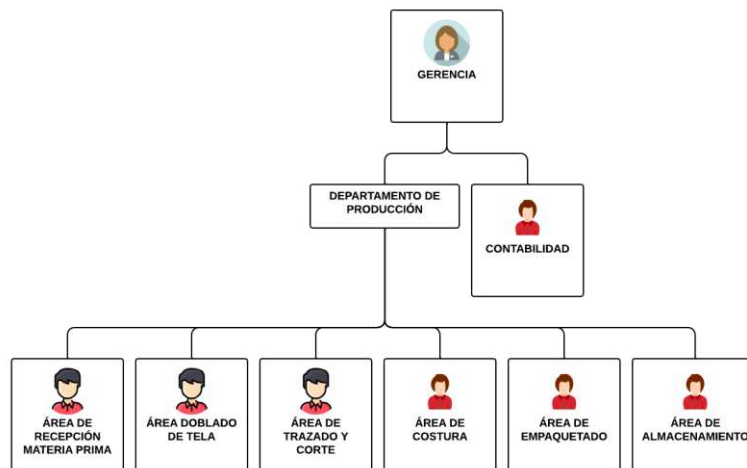 GERENCIA
DEPARTAMENTO DE
PRODUCCIÓN
CONTABILIDAD
ÁREA DE
RECEPCIÓN
MATERIA PRIMA
ÁREA DOBLADO
DE TELA
ÁREA DE
TRAZADO Y
CORTE
ÁREA DE
COSTURA
ÁREA DE
EMPAQUETADO
ÁREA DE
ALMACENAMIENTO